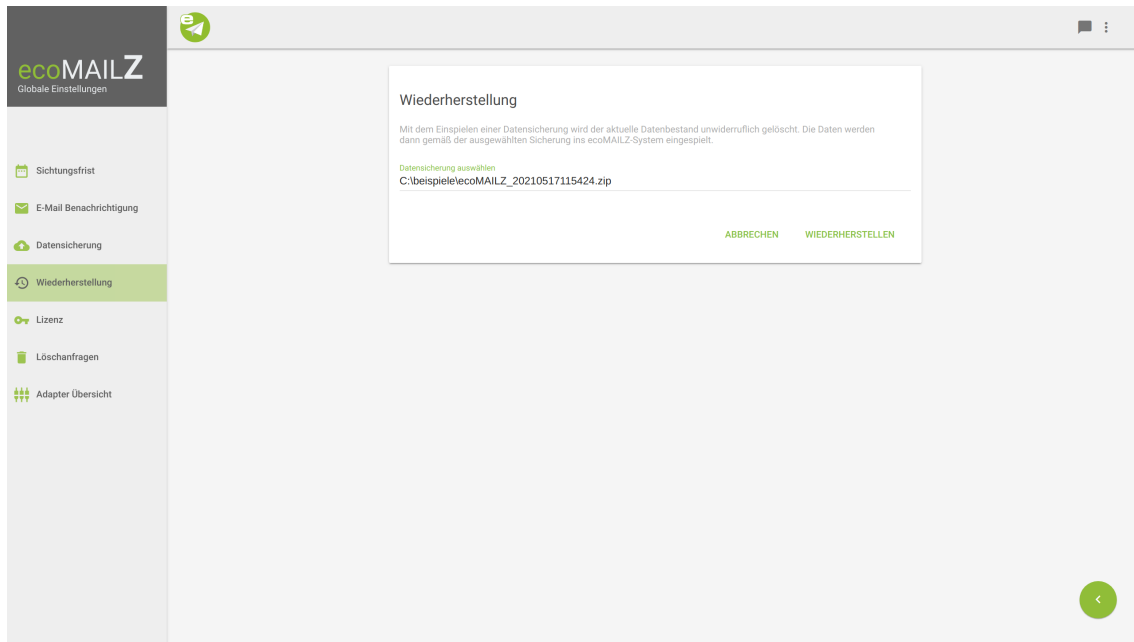 ecoMAILZ
Globale Einstellungen
Sichtungsfrist
E-Mail Benachrichtigung
Datensicherung
Wiederherstellung
Lizenz
Löschanfragen
Adapter Übersicht
e
Wiederherstellung
Mit dem Einspielen einer Datensicherung wird der aktuelle Datenbestand unwiderruflich gelöscht. Die Daten werden
dann gemäß der ausgewählten Sicherung ins ecoMAILZ-System eingespielt.
Datensicherung auswählen
C:\beispiele\ecoMAILZ_20210517115424.zip
ABBRECHEN WIEDERHERSTELLEN